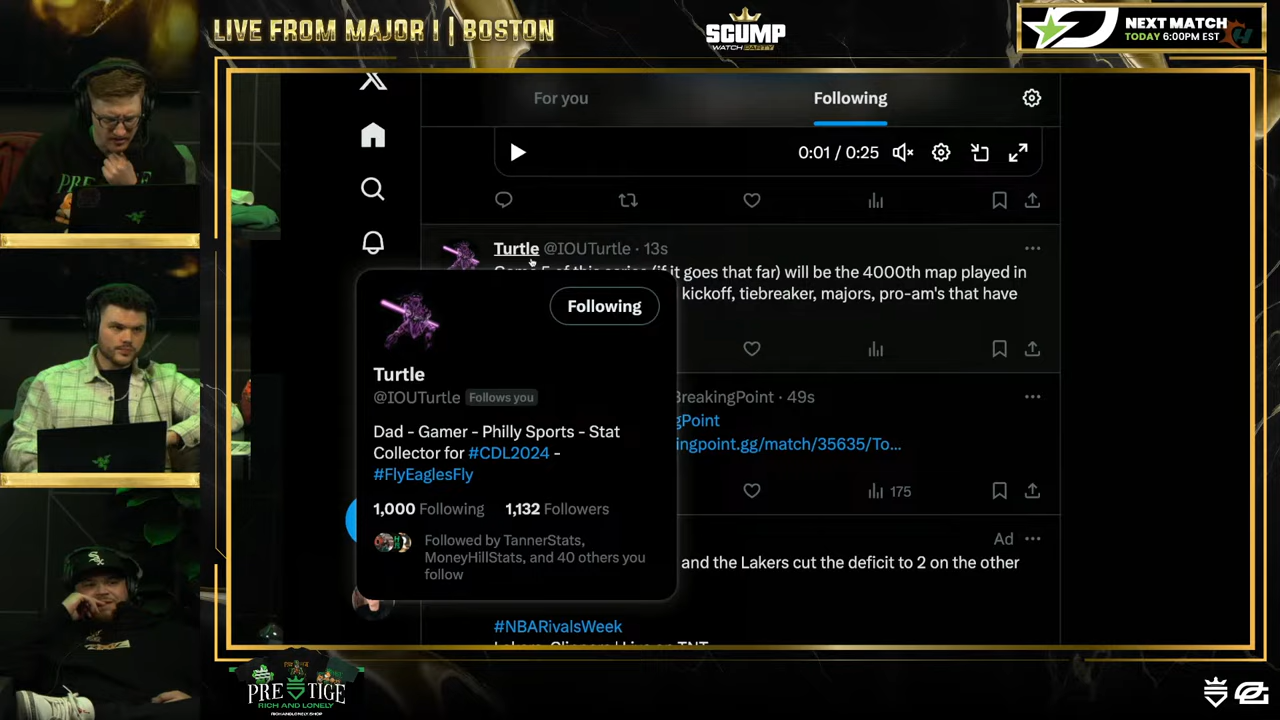 LIVE FROM MAJOR I | BOSTON
SCUMP
WATCH PARTY
NEXT MATCH
TODAY 6:00PM EST
For you
Following
0:01 / 0:25
Turtle @IOUTurtle · 13s
Game 5 of this series (if it goes that far) will be the 4000th map played in
kickoff, tiebreaker, majors, pro-am's that have
Following
Turtle
@IOUTurtle Follows you
Dad - Gamer - Philly Sports - Stat
Collector for #CDL2024 -
#FlyEaglesFly
1,000 Following 1,132 Followers
Followed by TannerStats,
MoneyHillStats, and 40 others you
follow
BreakingPoint · 49s
gPoint
ingpoint.gg/match/35635/To...
175
Ad
and the Lakers cut the deficit to 2 on the other
#NBARivalsWeek
PRESTIGE
RICH AND LONELY
RICHANDLONELY.SHOP